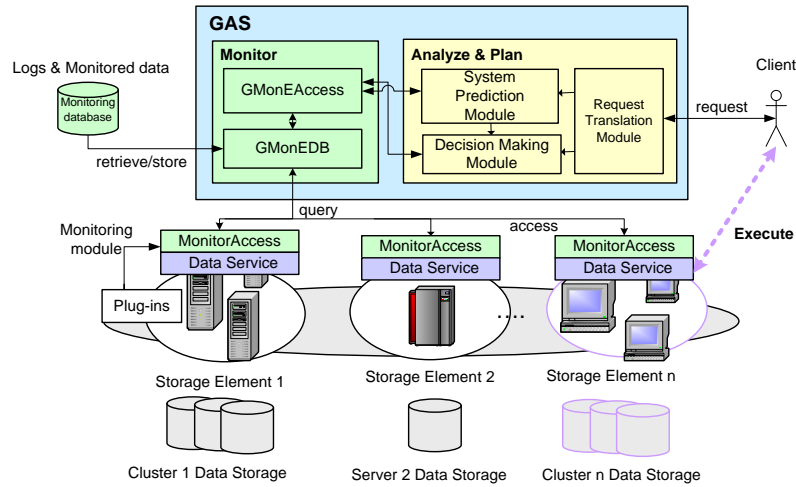 GAS
Monitor
Analyze & Plan
Logs & Monitored data
Client
GMonEAccess
System
Prediction
Module
Request
Translation
Module
Monitoring
database
request
GMonEDB
Decision Making
Module
retrieve/store
query
access
Execute
Monitoring
module
MonitorAccess
Data Service
MonitorAccess
Data Service
MonitorAccess
Data Service
Plug-ins
....
Storage Element 1
Storage Element 2
Storage Element n
Cluster 1 Data Storage
Server 2 Data Storage
Cluster n Data Storage